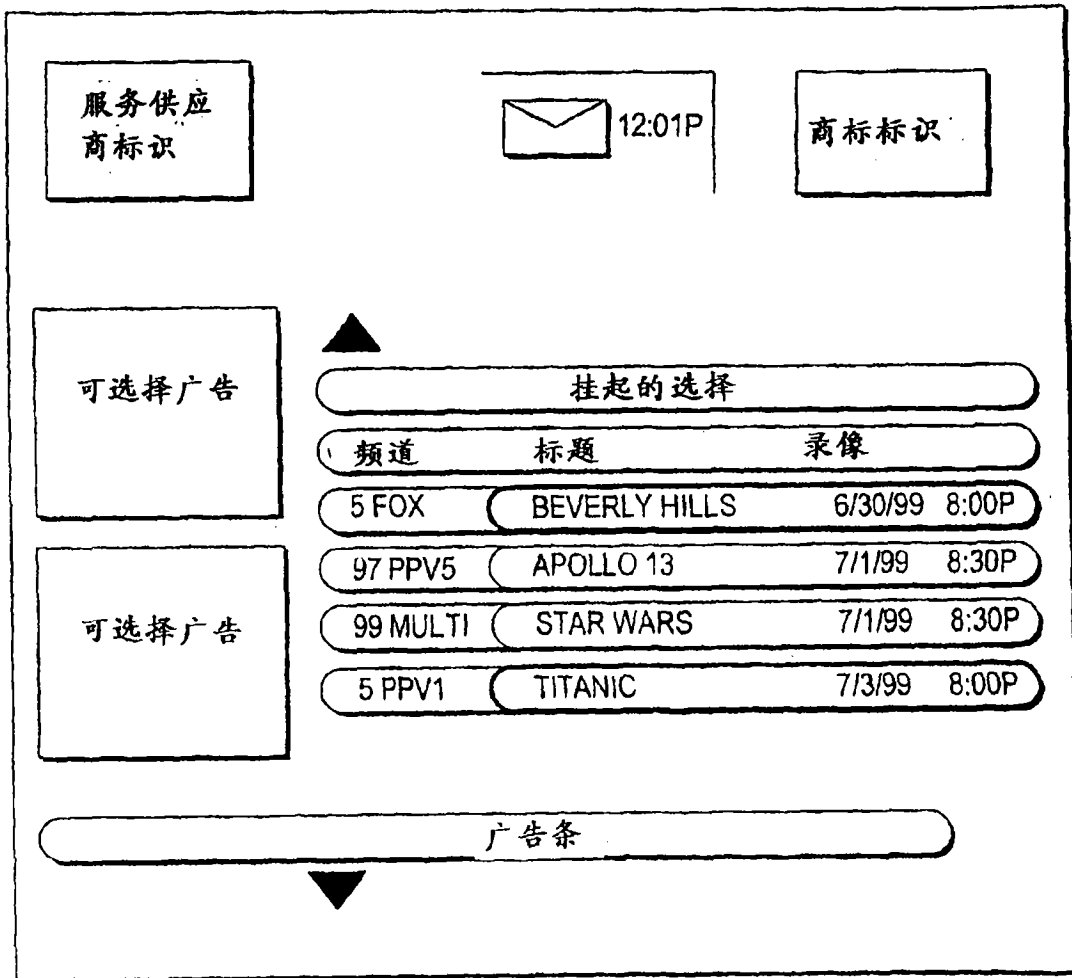 服务供应
商标识
12:01P
商标标识
可选择广告
挂起的选择
频道 标题 录像
5 FOX BEVERLY HILLS 6/30/99 8:00P
97 PPV5 APOLLO 13 7/1/99 8:30P
可选择广告
99 MULTI STAR WARS 7/1/99 8:30P
5 PPV1 TITANIC 7/3/99 8:00P
广告条